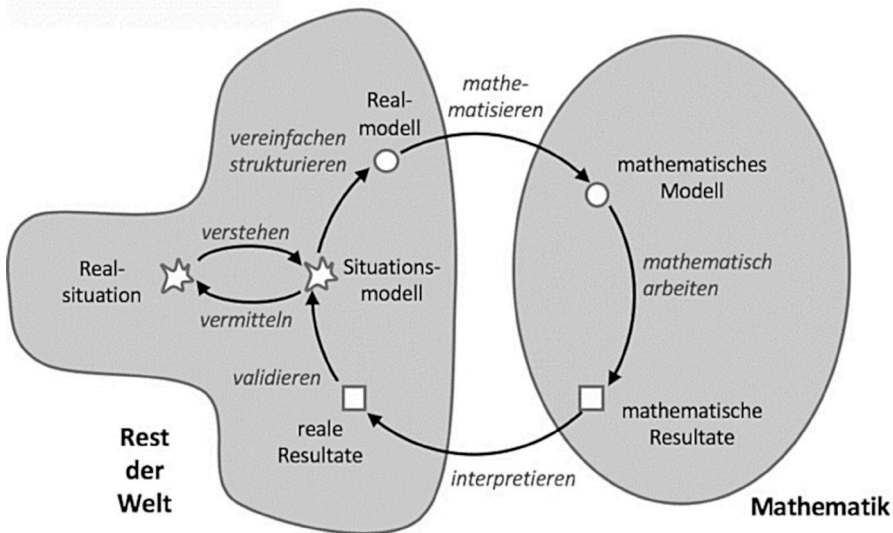 mathe-
matisieren
Real-
modell
vereinfachen
strukturieren
mathematisches
Modell
verstehen
Real-
situation
Situations-
modell
mathematisch
arbeiten
vermitteln
validieren
reale
Resultate
mathematische
Resultate
interpretieren
Rest
der
Welt
Mathematik